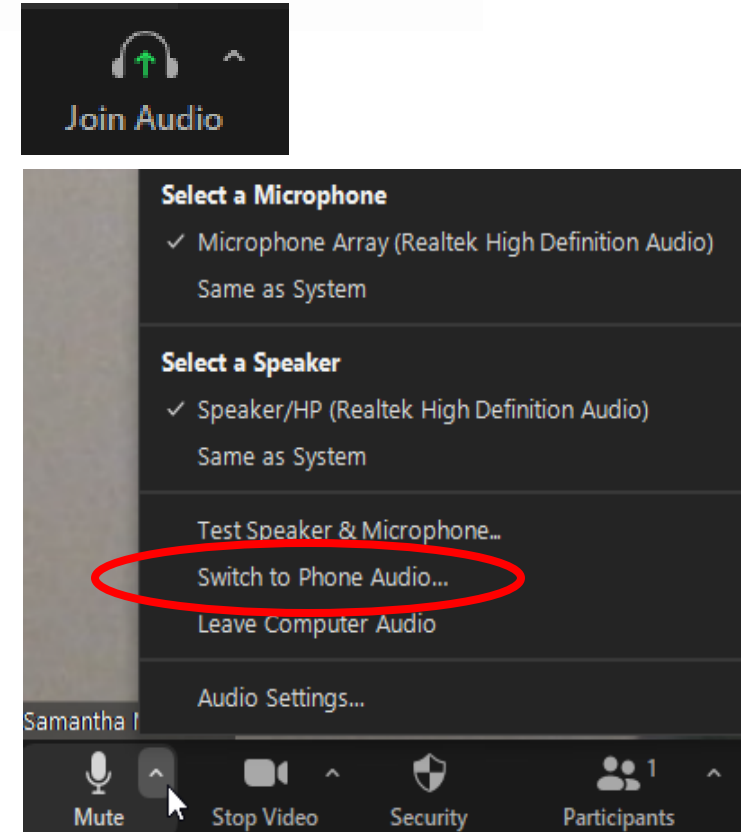 Join Audio
Select a Microphone
Microphone Array (Realtek High Definition Audio)
Same as System
Select a Speaker
Speaker/HP (Realtek High Definition Audio)
Same as System
Test Speaker & Microphone...
Switch to Phone Audio...
Leave Computer Audio
Audio Settings...
Samantha
1
Mute Stop Video Security Participants